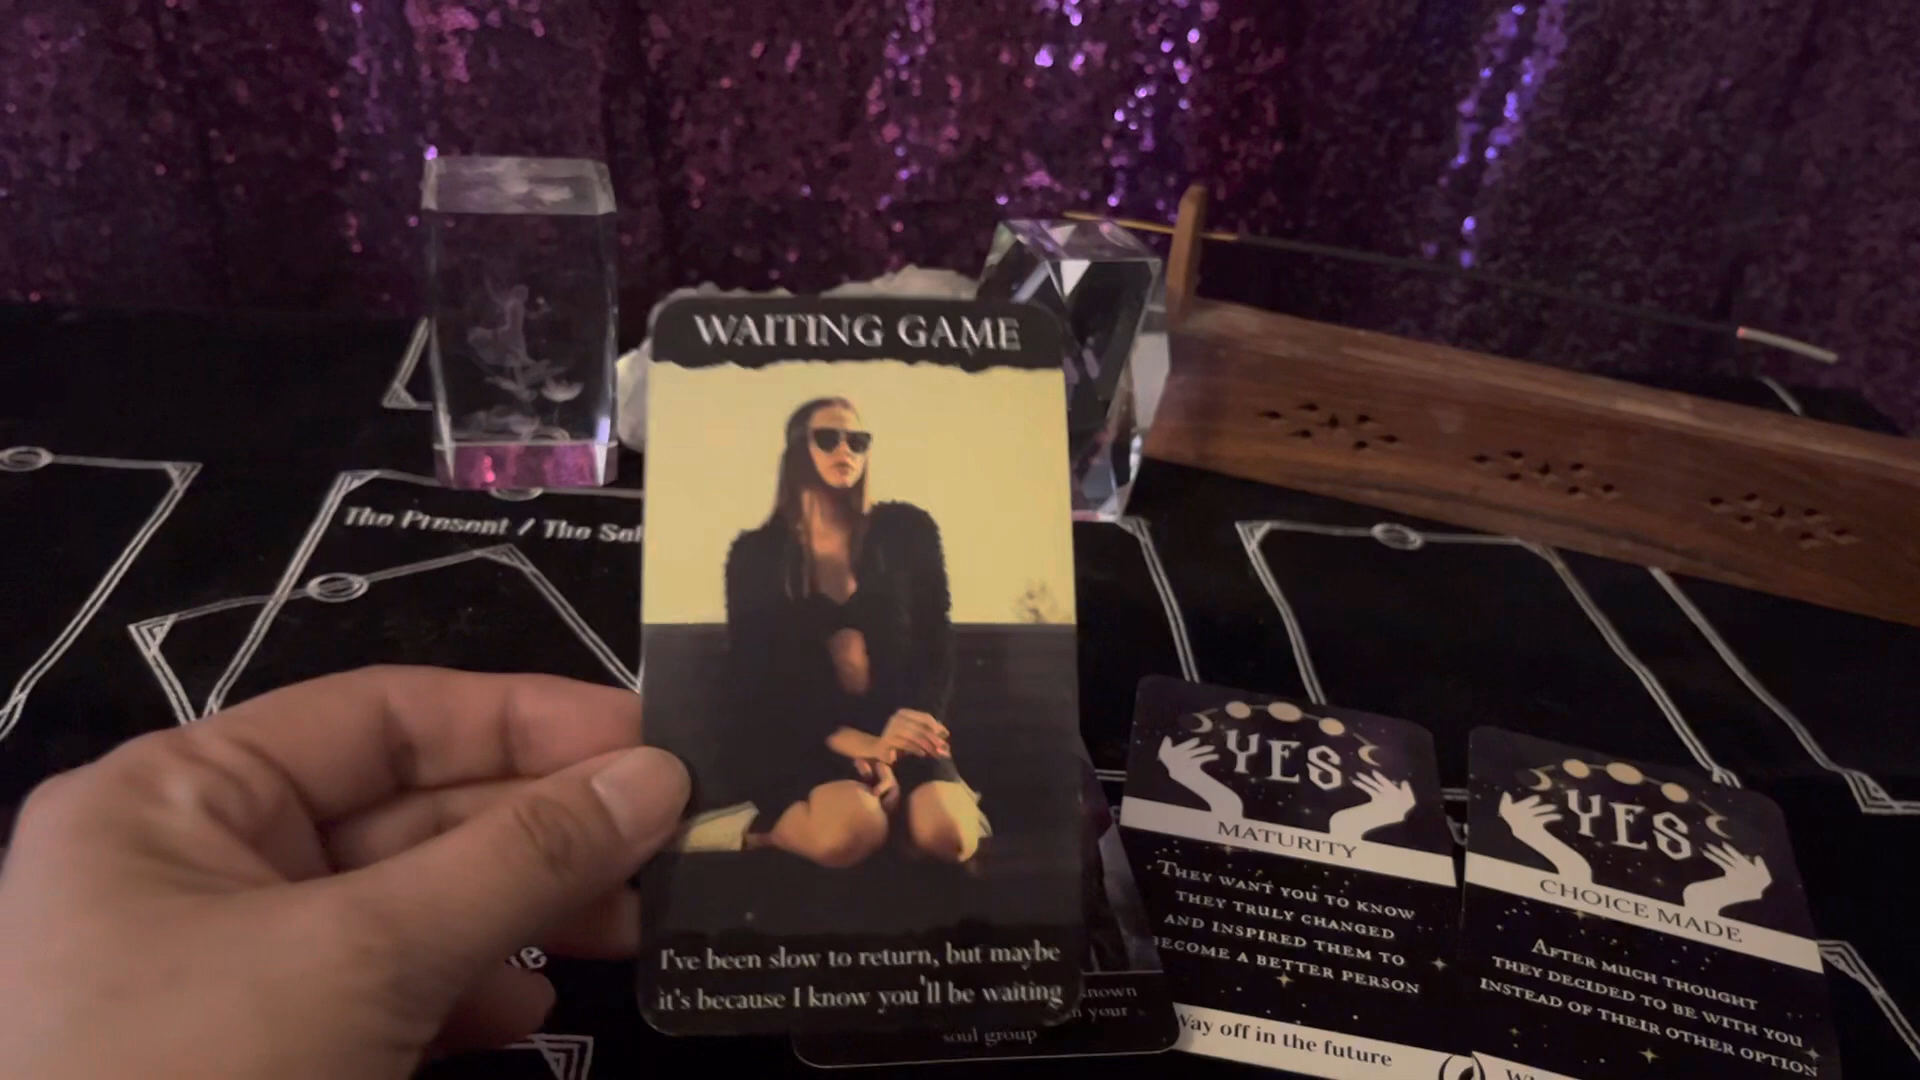 WAITING GAME
The Present / The
I've been slow to return, but maybe
it's because I know you'll be waiting
known
your
soul group
YES
MATURITY
THEY WANT YOU TO KNOW
THEY TRULY CHANGED
AND INSPIRED THEM TO
BECOME A BETTER PERSON
Way off in the future
YES
CHOICE MADE
AFTER MUCH THOUGHT
THEY DECIDED TO BE WITH YOU
INSTEAD OF THEIR OTHER OPTION